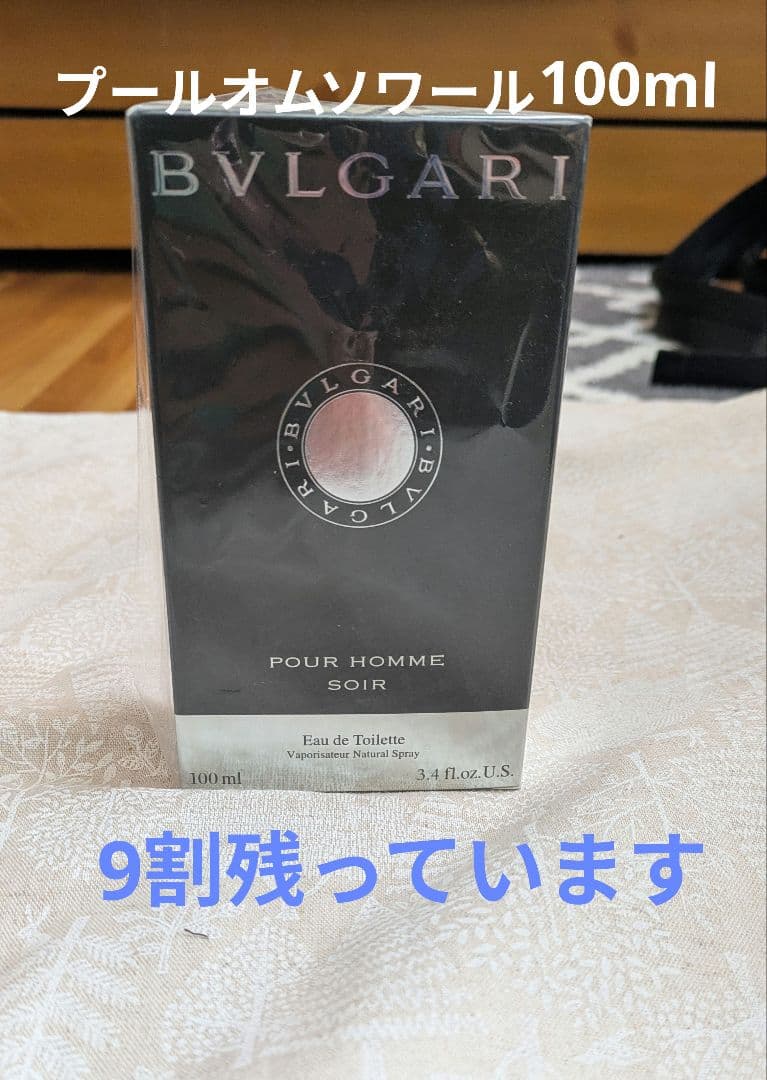 プールオムソワール100ml
BVLGARI
BVLGARI・BVLGARI・
POUR HOMME
SOIR
Eau de Toilette
Vaporisateur Natural Spray
100 ml 3.4 fl.oz.U.S.
9割残っています